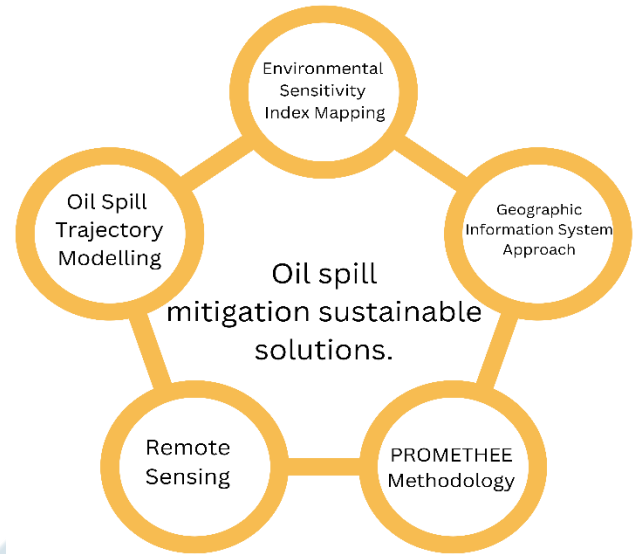 Environmental
Sensitivity
Index Mapping
Geographic
Information System
Approach
PROMETHEE
Methodology
Remote
Sensing
Oil Spill
Trajectory
Modelling
Oil spill
mitigation sustainable
solutions.